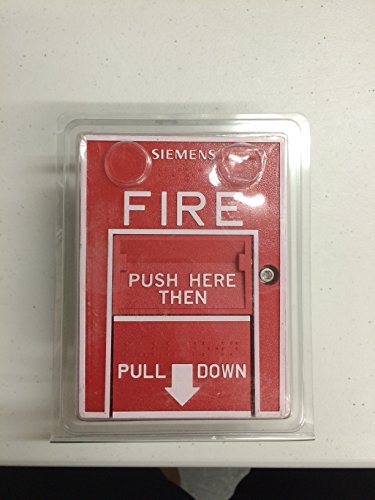 SIEMENS
FIRE
PUSH HERE
THEN
PULL DOWN